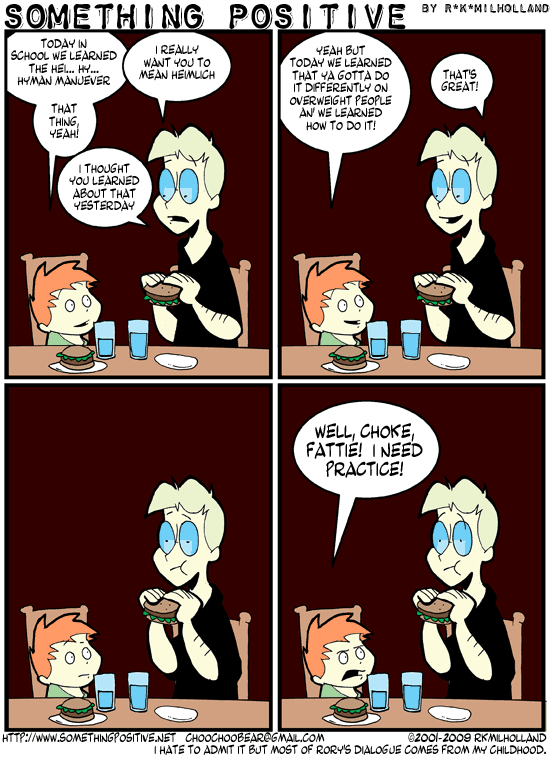 SOMETHING POSITIVE BY R*K*MILHOLLAND
TODAY IN
SCHOOL WE LEARNED
THE HEI... HY...
HYMAN MANUEVER
I REALLY
WANT YOU TO
MEAN HEIMLICH
THAT
THING,
YEAH!
I THOUGHT
YOU LEARNED
ABOUT THAT
YESTERDAY
YEAH BUT
TODAY WE LEARNED
THAT YA GOTTA DO
IT DIFFERENTLY ON
OVERWEIGHT PEOPLE
AN' WE LEARNED
HOW TO DO IT!
THAT'S
GREAT!
WELL, CHOKE,
FATTIE! I NEED
PRACTICE!
HTTP://WWW.SOMETHINGPOSITIVE.NET CHOOCHOOBEAR@GMAIL.COM ©2001-2009 RKMILHOLLAND
I HATE TO ADMIT IT BUT MOST OF RORY'S DIALOGUE COMES FROM MY CHILDHOOD.